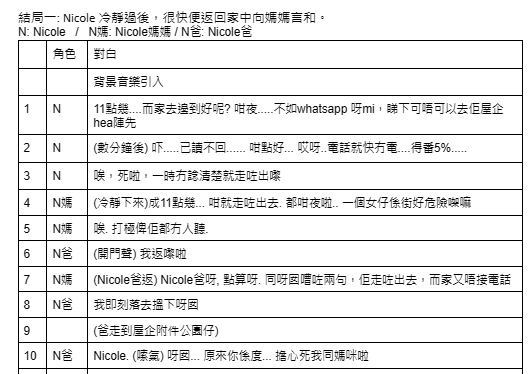 結局一: Nicole 冷靜過後，很快便返回家中向媽媽言和。
N: Nicole / N媽: Nicole媽媽 / N爸: Nicole爸
角色 對白
背景音樂引入
1 N 11點幾....而家去邊到好呢? 咁夜.....不如whatsapp 呀mi，睇下可唔可以去佢屋企
hea陣先
2 N (數分鐘後) 吓.....已讀不回...... 咁點好... 哎呀..電話就快冇電....得番5%.....
3 N 唉，死啦，一時冇諗清楚就走咗出嚟
4 N媽 (冷靜下來)成11點幾... 咁就走咗出去. 都咁夜啦.. 一個女仔係街好危險㗎嘛
5 N媽 唉. 打極俾佢都冇人聽.
6 N爸 (開門聲) 我返嚟啦
7 N媽 (Nicole爸返) Nicole爸呀, 點算呀. 同呀囡嘈咗兩句，佢走咗出去，而家又唔接電話
8 N爸 我即刻落去搵下呀囡
9 (爸走到屋企附件公園仔)
10 N爸 Nicole. (嗦氣) 呀囡... 原來你係度... 擔心死我同媽咪啦